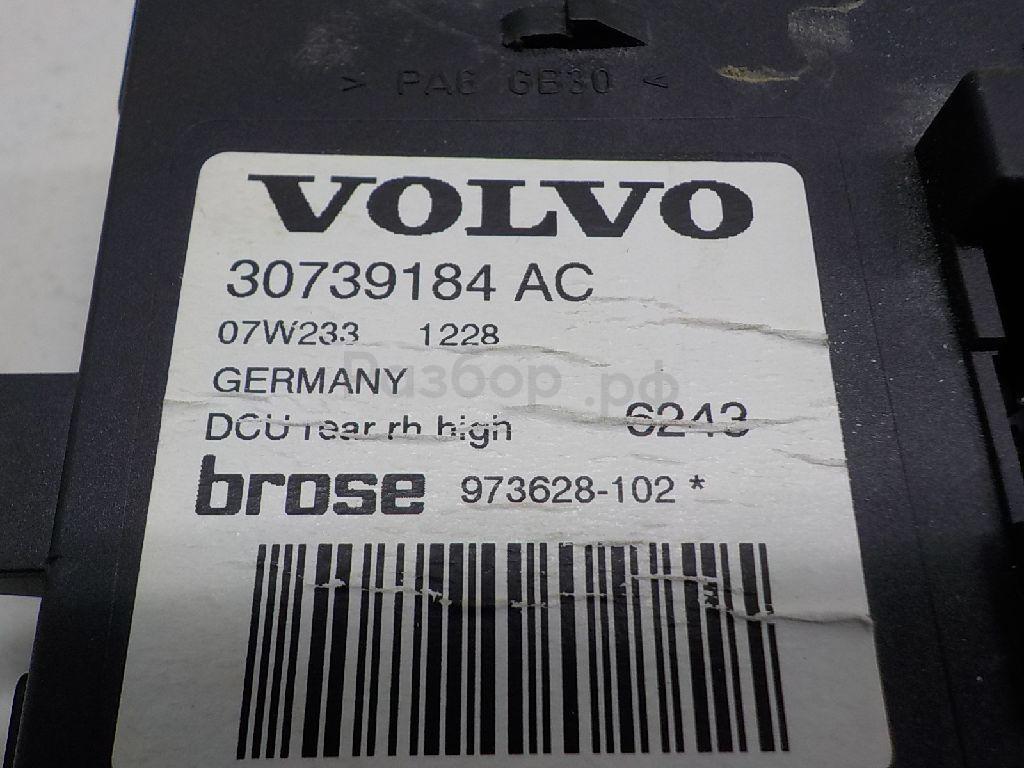 > PA6 GB30 <
VOLVO
30739184 AC
07W233 1228
Разбор.рф
GERMANY
DCU rear rh high 6243
brose 973628-102 *